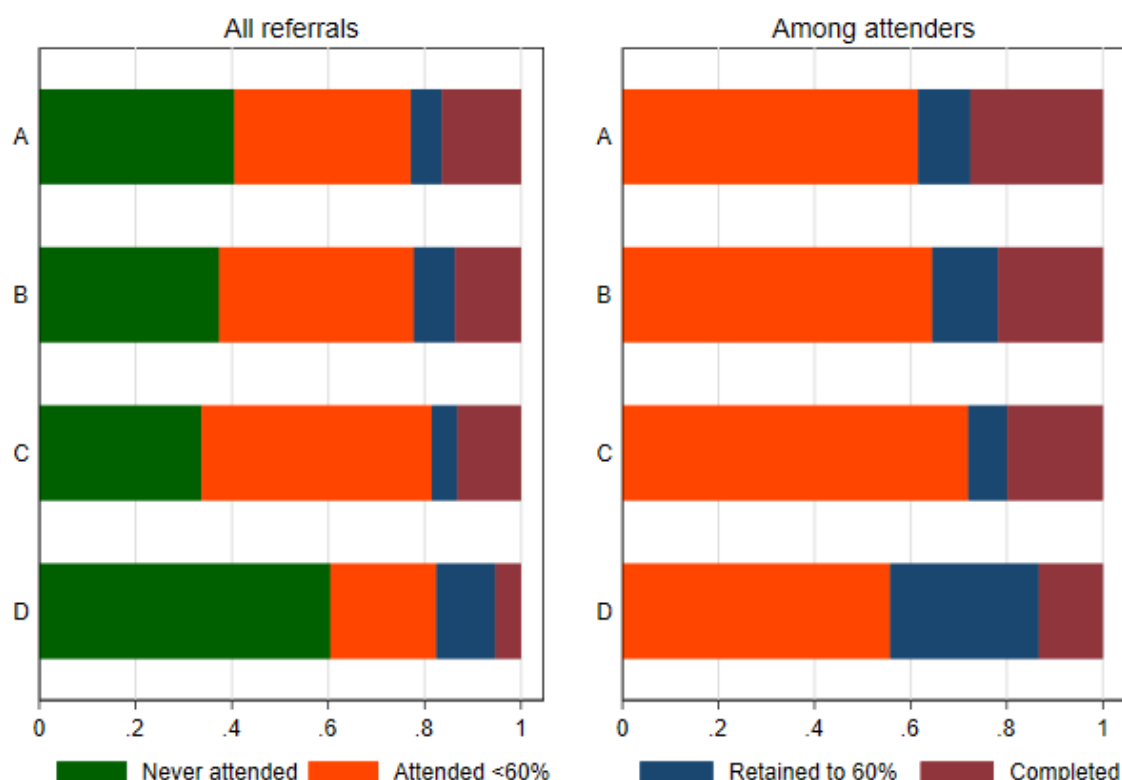 All referrals
A
B
C
D
0 .2 .4 .6 .8 1
Among attenders
A
B
C
D
0 .2 .4 .6 .8 1
Never attended Attended <60% Retained to 60% Completed